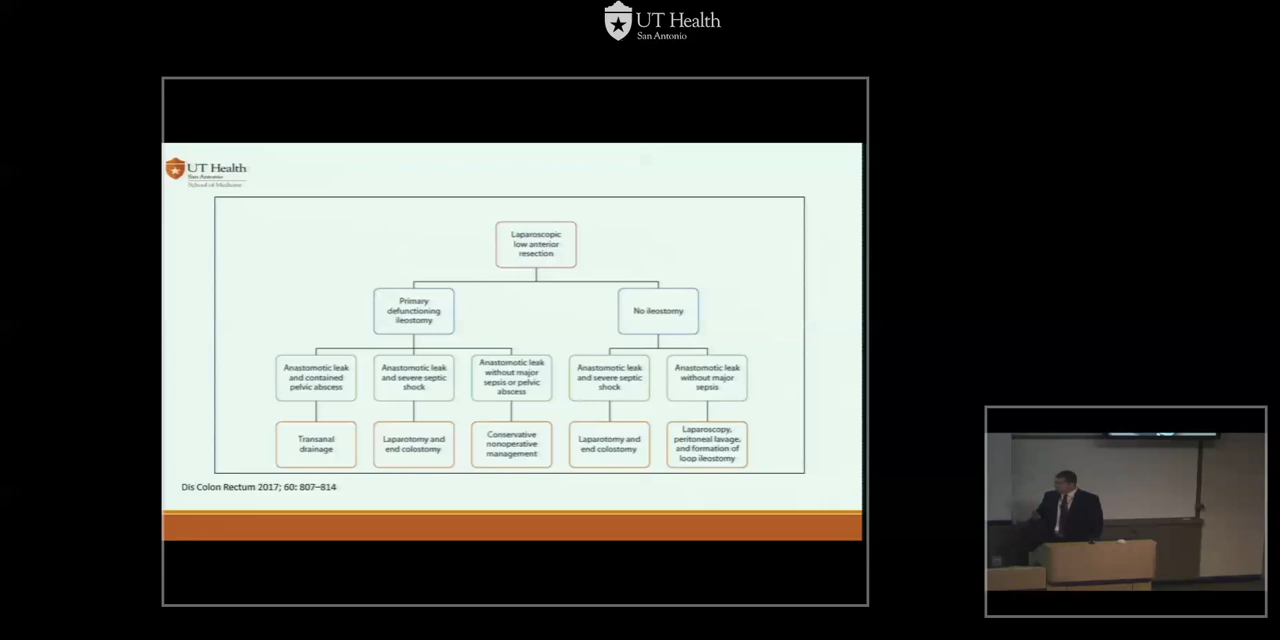 UT Health
San Antonio
UT Health
San Antonio
School of Medicine
Laparoscopic
low anterior
resection
Primary
defunctioning
ileostomy
No ileostomy
Anastomotic leak
and contained
pelvic abscess
Anastomotic leak
and severe septic
shock
Anastomotic leak
without major
sepsis or pelvic
abscess
Anastomotic leak
and severe septic
shock
Anastomotic leak
without major
sepsis
Transanal
drainage
Laparotomy and
end colostomy
Conservative
nonoperative
management
Laparotomy and
end colostomy
Laparoscopy,
peritoneal lavage,
and formation of
loop ileostomy
Dis Colon Rectum 2017; 60: 807–814